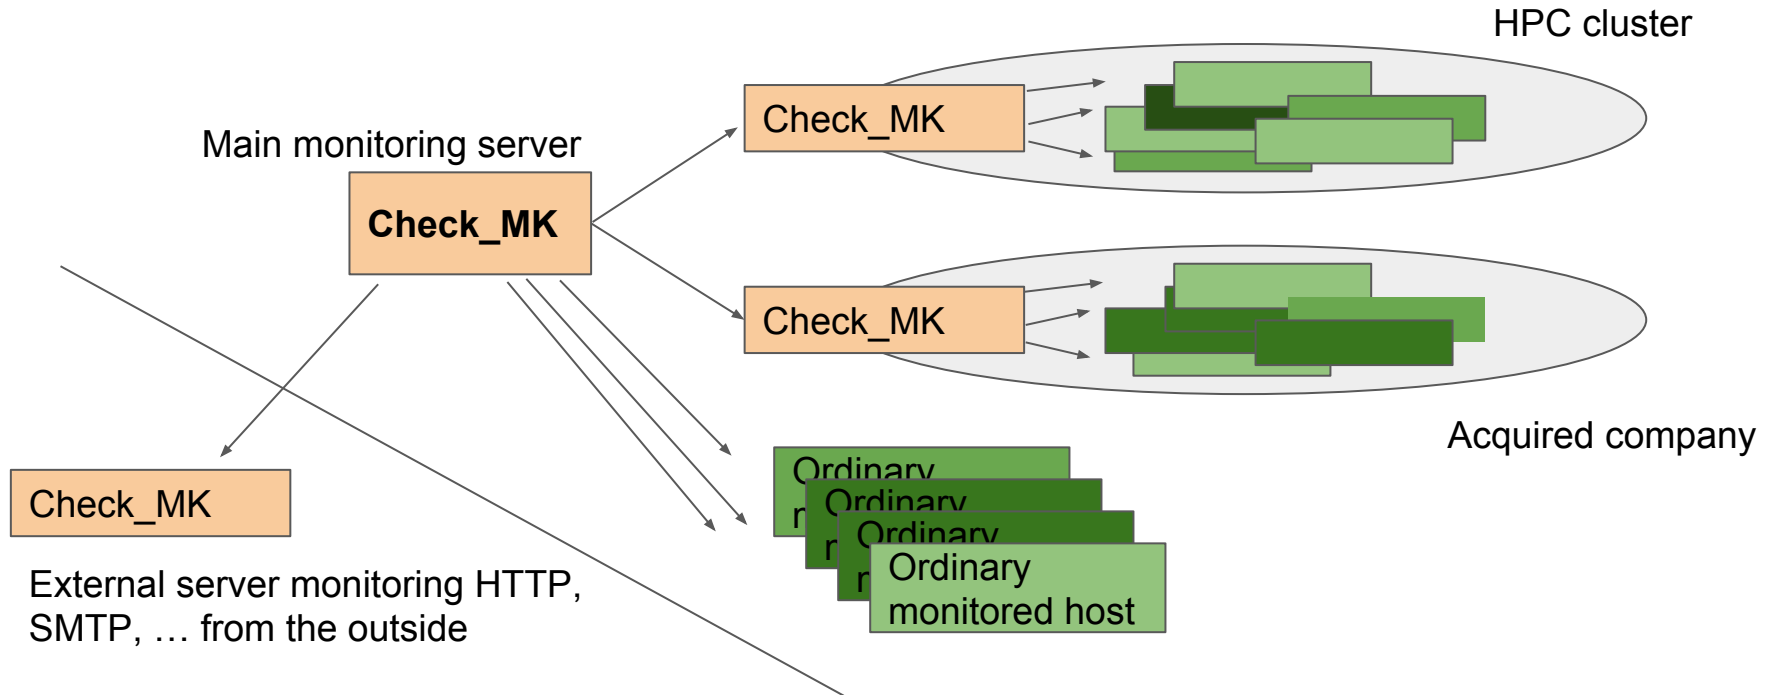 HPC cluster
Check_MK
Main monitoring server
Check_MK
Check_MK
Acquired company
Check_MK
External server monitoring HTTP,
SMTP, … from the outside
Ordinary
Ordinary
Ordinary
Ordinary
monitored host